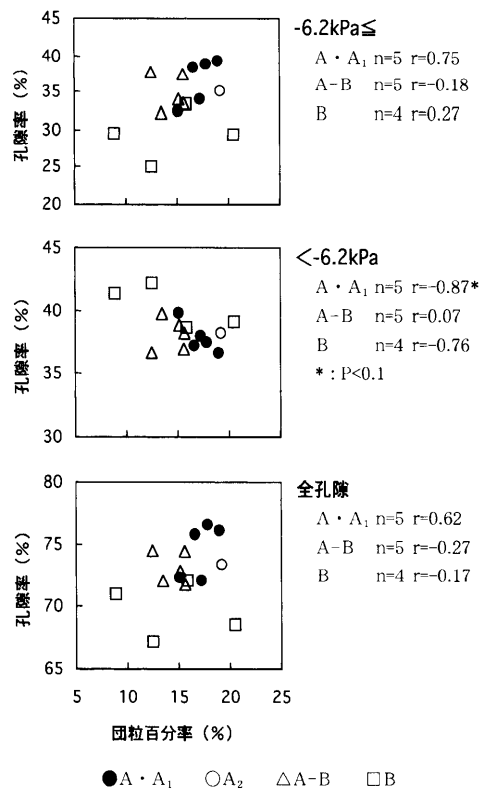 -6.2kPa≦
45
40
35
30
25
20
孔隙率 (%)
A・A₁ n=5 r=0.75
A-B n=5 r=-0.18
B n=4 r=0.27
<-6.2kPa
45
40
35
30
孔隙率 (%)
A・A₁ n=5 r=-0.87*
A-B n=5 r=0.07
B n=4 r=-0.76
*:P<0.1
全孔隙
80
75
70
65
孔隙率 (%)
A・A₁ n=5 r=0.62
A-B n=5 r=-0.27
B n=4 r=-0.17
5 10 15 20 25
団粒百分率 (%)
●A・A₁ ○A₂ △A-B □B